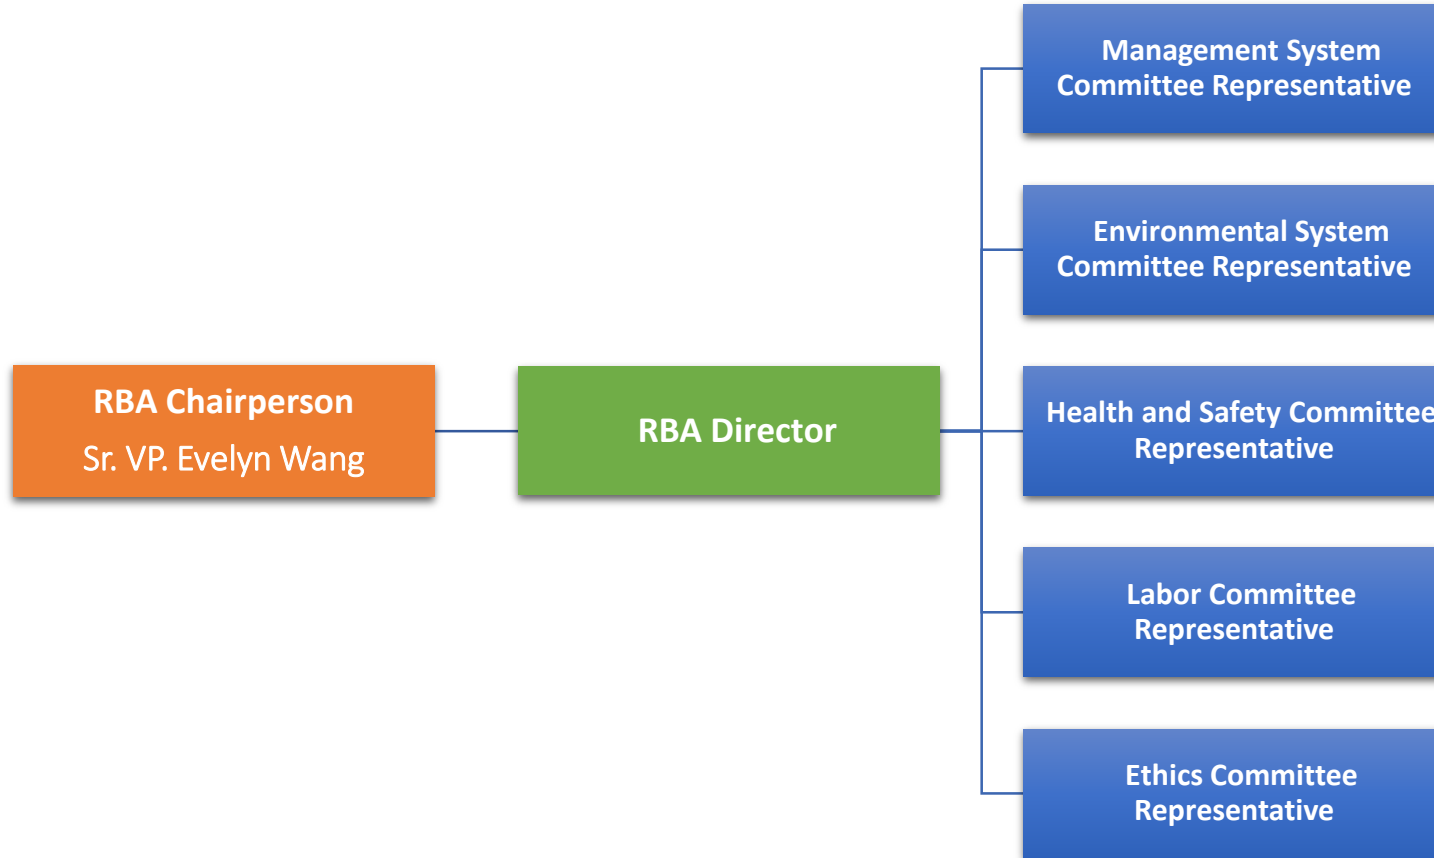 Management System
Committee Representative
Environmental System
Committee Representative
RBA Chairperson
Sr. VP. Evelyn Wang
RBA Director
Health and Safety Committee
Representative
Labor Committee
Representative
Ethics Committee
Representative